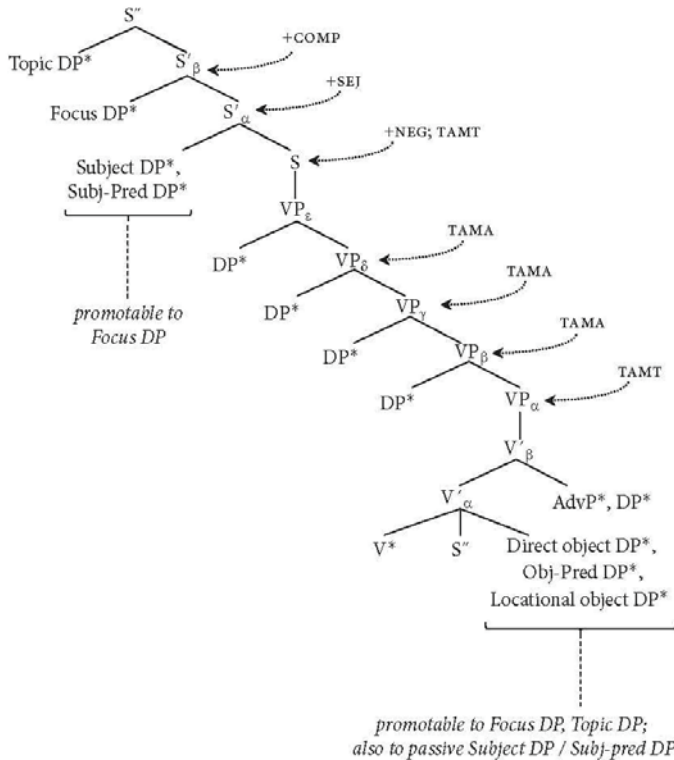 S″
+COMP
Topic DP*
S′β
+SEJ
Focus DP*
S′α
+NEG; TAMT
Subject DP*,
Subj-Pred DP*
S
VPε
TAMA
DP*
VPδ
promotable to
Focus DP
TAMA
DP*
VPγ
TAMA
DP*
VPβ
TAMT
DP*
VPα
V′β
V′α
AdvP*, DP*
V*
S″
Direct object DP*,
Obj-Pred DP*,
Locational object DP*
promotable to Focus DP, Topic DP;
also to passive Subject DP / Subj-pred DP